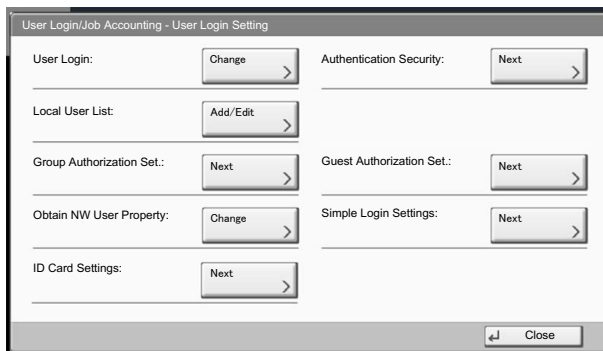 User Login/Job Accounting - User Login Setting
User Login: Change Authentication Security: Next
Local User List: Add/Edit
Group Authorization Set.: Next Guest Authorization Set.: Next
Obtain NW User Property: Change Simple Login Settings: Next
ID Card Settings: Next
Close